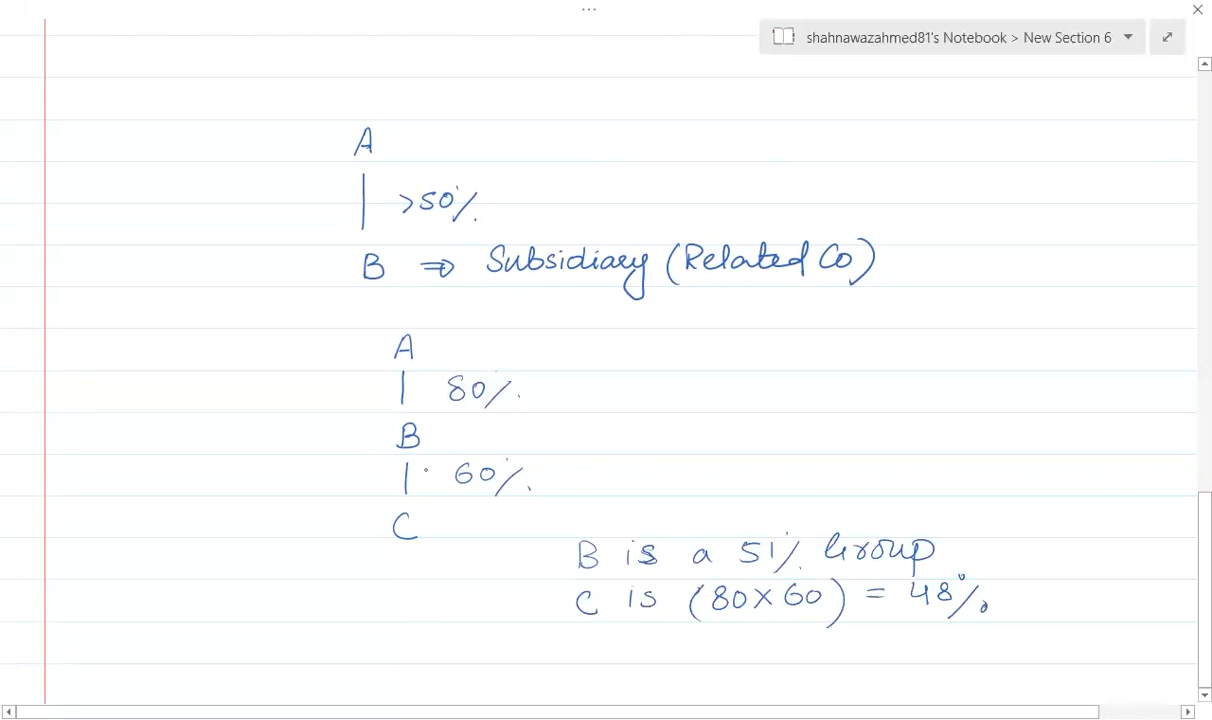 ...
shahnawazahmed81's Notebook > New Section 6
A
| >50%.
B ⇒ Subsidiary (Related Co)
A
| 80%.
B
| 60%.
C
B is a 51% Group
C is (80×60) = 48%.